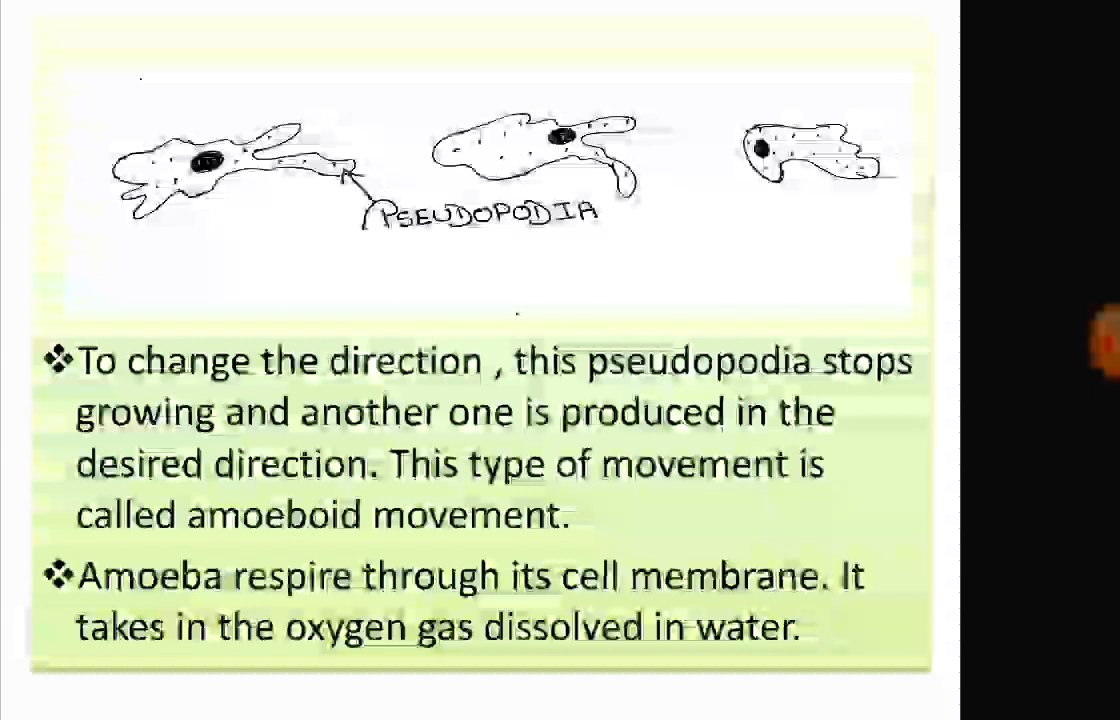 PSEUDOPODIA
❖To change the direction , this pseudopodia stops
growing and another one is produced in the
desired direction. This type of movement is
called amoeboid movement.
❖Amoeba respire through its cell membrane. It
takes in the oxygen gas dissolved in water.